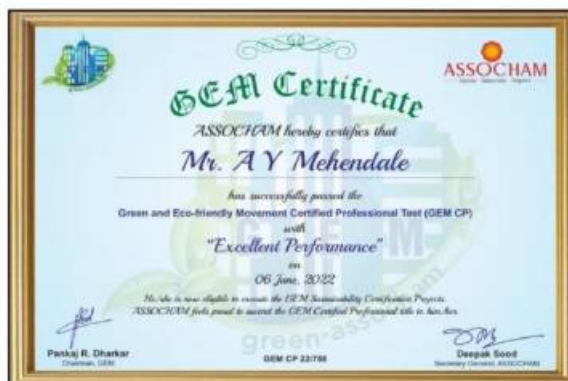 ASSOCHAM
GEM Certificate
ASSOCHAM hereby certifies that
Mr. A Y Mehendale
has successfully passed the
Green and Eco-friendly Movement Certified Professional Test (GEM CP)
with
"Excellent Performance"
on
06 June, 2022
He/she is now eligible to execute the GEM Sustainability Certification Projects.
ASSOCHAM feels proud to award the GEM Certified Professional title to him/her.
green-assocham
Pankaj R. Dharkar
Chairman, GEM
GEM CP 22/788
Deepak Sood
Secretary General, ASSOCHAM